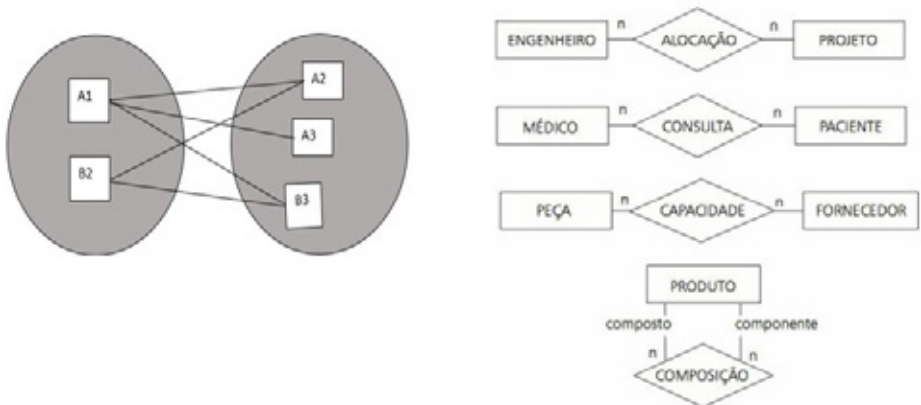 A1
B2
A2
A3
B3
ENGENHEIRO n ALOCAÇÃO n PROJETO
MÉDICO n CONSULTA n PACIENTE
PEÇA n CAPACIDADE n FORNECEDOR
PRODUTO
composto componente
n n
COMPOSIÇÃO